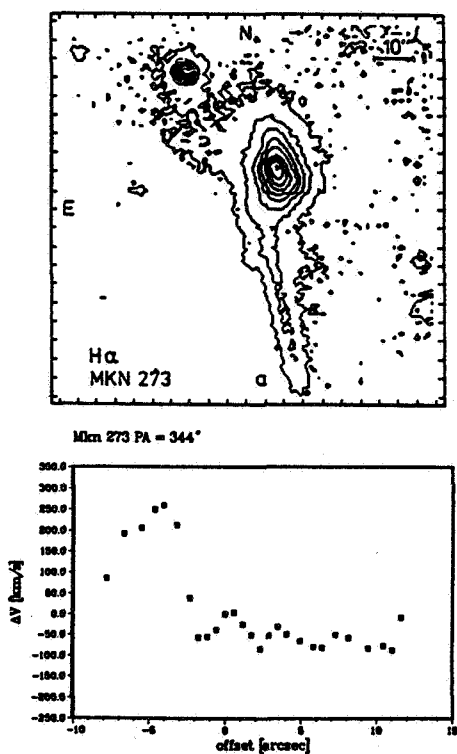 N
10"
E
Hα
MKN 273
a
Mkn 273 PA = 344°
350.0
300.0
250.0
200.0
150.0
100.0
50.0
0.0
-50.0
-100.0
-150.0
-200.0
-250.0
ΔV [km/s]
-10 -5 0 5 10 15
offset [arcsec]